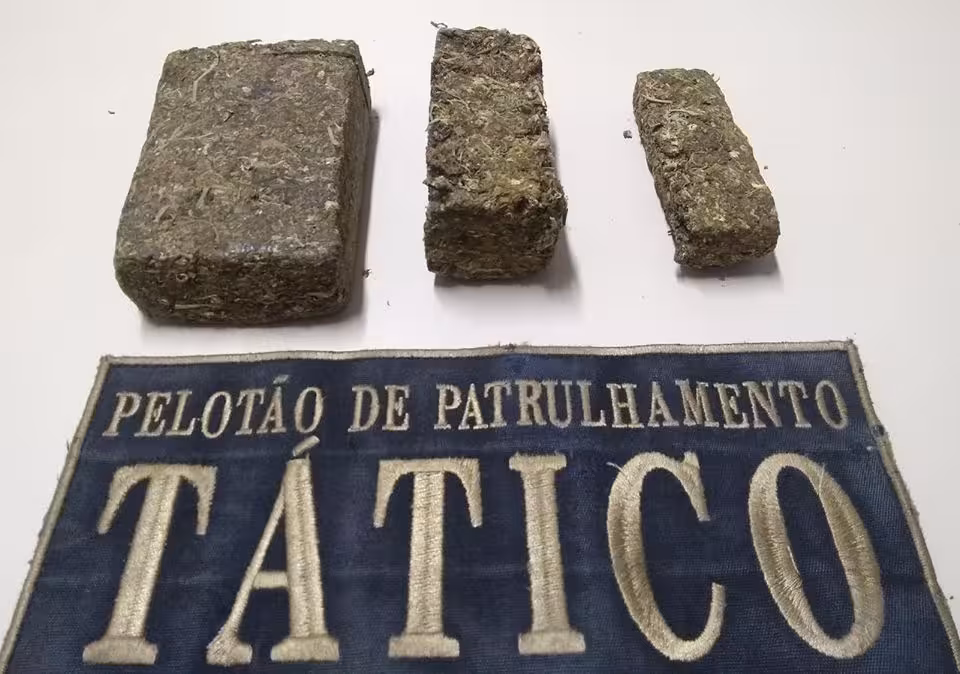 PELOTÃO DE PATRULHAMENTO
TÁTICO